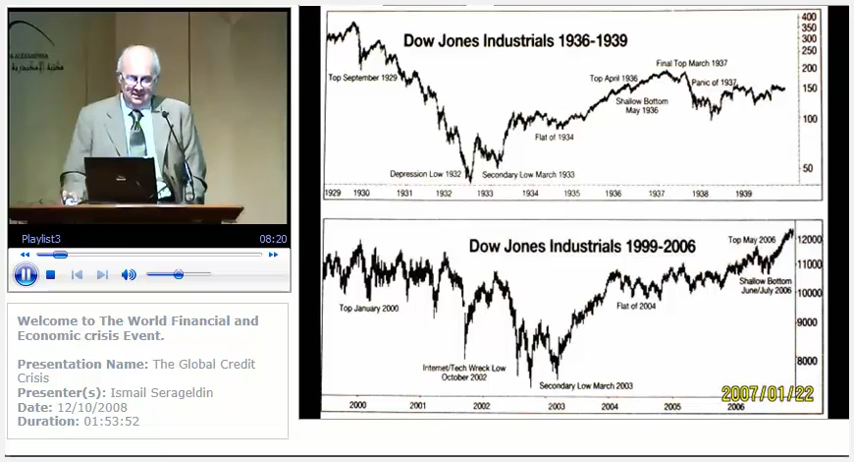 ALEXANDRINA
مكتبة الإسكندرية
Playlist3
08:20
Welcome to The World Financial and
Economic crisis Event.
Presentation Name: The Global Credit
Crisis
Presenter(s): Ismail Serageldin
Date: 12/10/2008
Duration: 01:53:52
Dow Jones Industrials 1936-1939
Top September 1929
Depression Low 1932
Secondary Low March 1933
Flat of 1934
Top April 1936
Shallow Bottom
May 1936
Final Top March 1937
Panic of 1937
400
350
300
250
200
150
100
50
1929 1930 1931 1932 1933 1934 1935 1936 1937 1938 1939
Dow Jones Industrials 1999-2006
Top January 2000
Internet/Tech Wreck Low
October 2002
Secondary Low March 2003
Flat of 2004
Top May 2006
Shallow Bottom
June/July 2006
12000
11000
10000
9000
8000
2000 2001 2002 2003 2004 2005 2006
2007/01/22